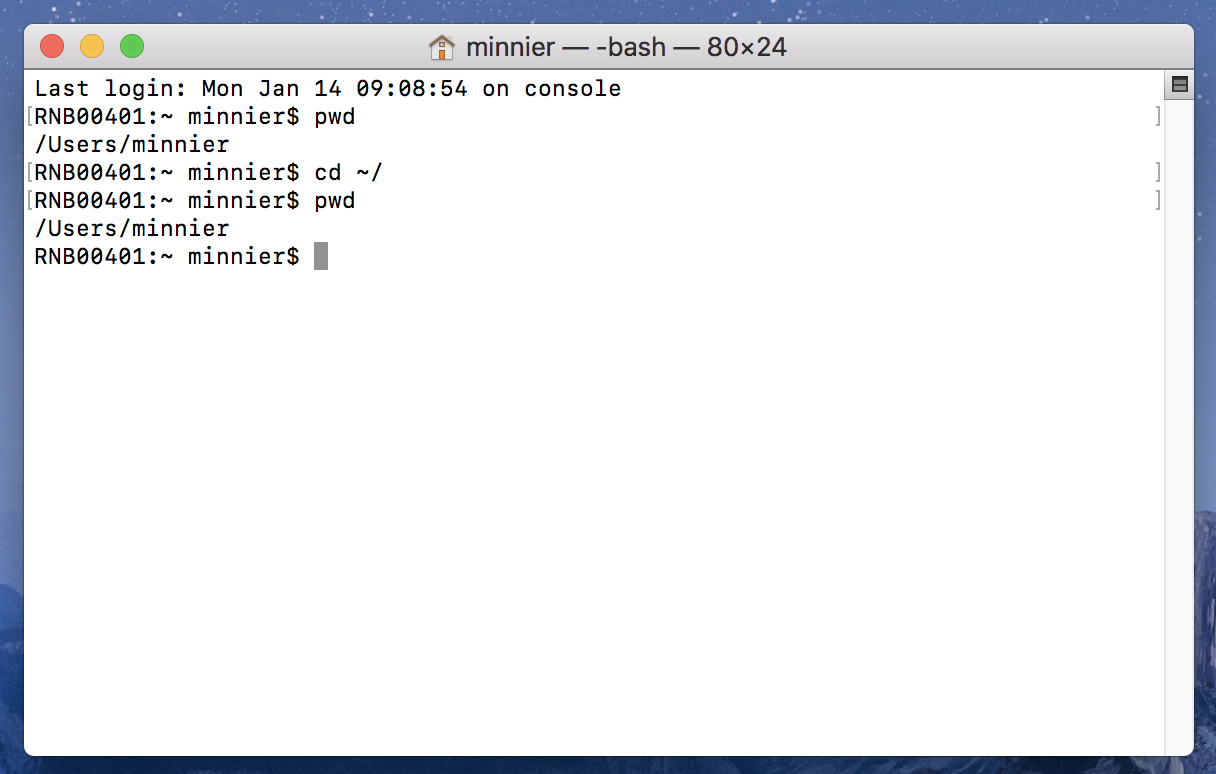 minnier — -bash — 80×24
Last login: Mon Jan 14 09:08:54 on console
[RNB00401:~ minnier$ pwd ]
/Users/minnier
[RNB00401:~ minnier$ cd ~/ ]
[RNB00401:~ minnier$ pwd ]
/Users/minnier
RNB00401:~ minnier$